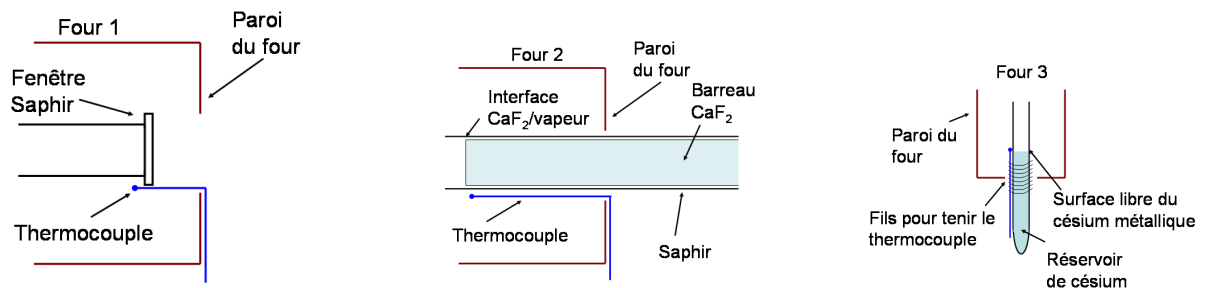 Four 1
Paroi
du four
Fenêtre
Saphir
Thermocouple
Four 2
Paroi
du four
Interface
CaF2/vapeur
Barreau
CaF2
Thermocouple
Saphir
Four 3
Paroi du
four
Fils pour tenir le
thermocouple
Surface libre du
césium métallique
Réservoir
de césium